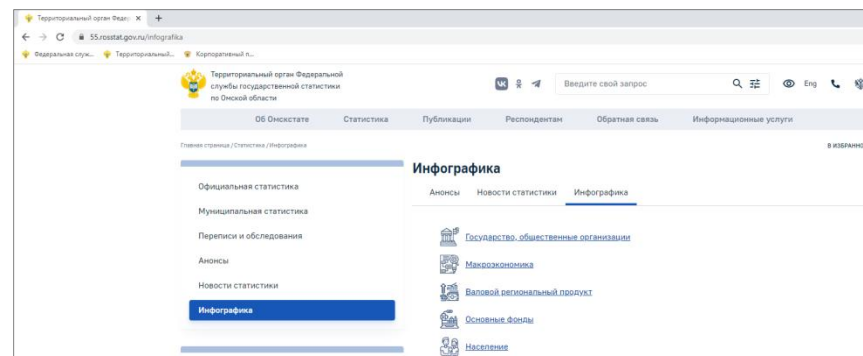 Территориальный орган Федер
55.rosstat.gov.ru/infografika
Федеральная служ...
Территориальный...
Корпоративный п...
Территориальный орган Федеральной
службы государственной статистики
по Омской области
Введите свой запрос
Eng
Об Омскстате
Статистика
Публикации
Респондентам
Обратная связь
Информационные услуги
Главная страница / Статистика / Инфографика
В ИЗБРАННО
Инфографика
Анонсы
Новости статистики
Инфографика
Официальная статистика
Муниципальная статистика
Переписи и обследования
Анонсы
Новости статистики
Инфографика
Государство, общественные организации
Макроэкономика
Валовой региональный продукт
Основные фонды
Население